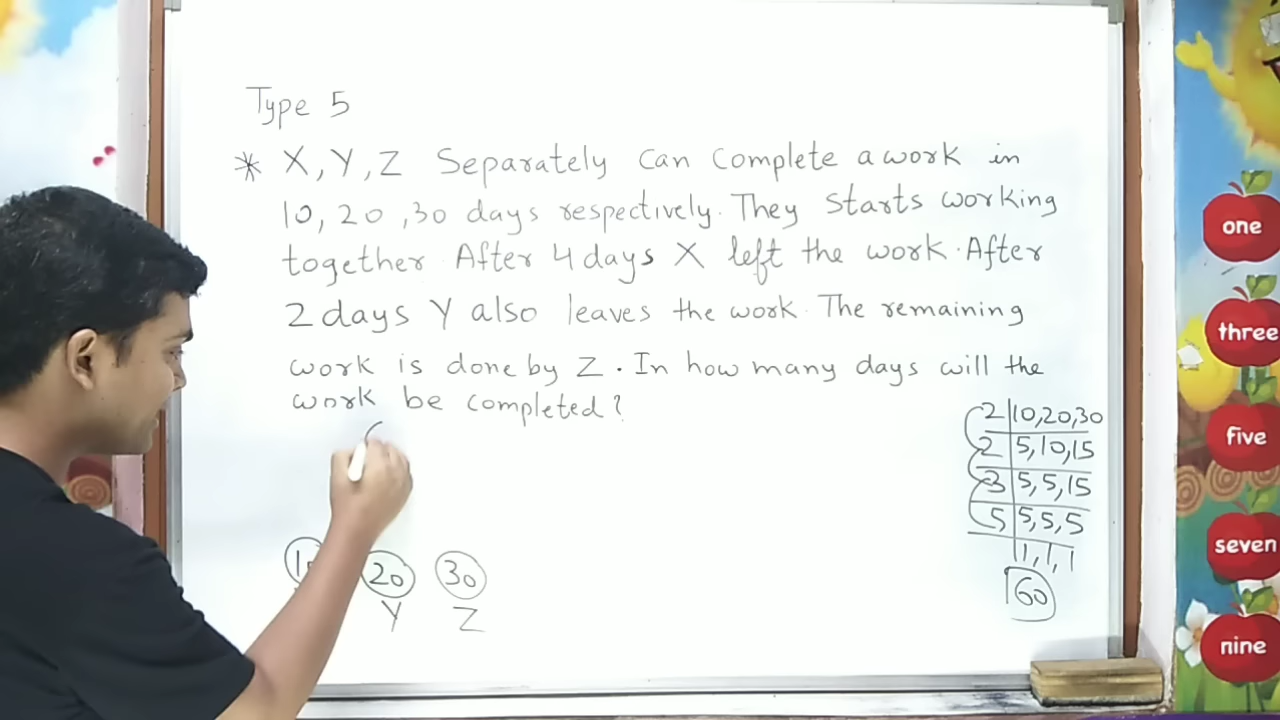 Type 5
* X, Y, Z Separately can complete a work in
10, 20, 30 days respectively. They Starts working
together. After 4 days X left the work. After
2 days Y also leaves the work. The remaining
work is done by Z. In how many days will the
work be completed?
2 | 10, 20, 30
2 | 5, 10, 15
3 | 5, 5, 15
5 | 5, 5, 5
1, 1, 1
60
20 30
Y Z
one
three
five
seven
nine